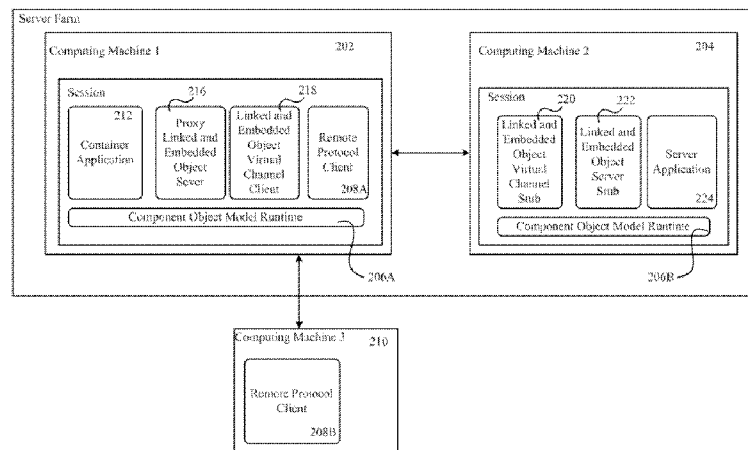 Server Farm
Computing Machine 1
202
Session
212
Container
Application
216
Proxy
Linked and
Embedded
Object
Sever
218
Linked and
Embedded
Object
Virtual
Channel
Client
Remote
Protocol
Client
208A
Component Object Model Runtime
206A
Computing Machine 2
204
Session
220
Linked and
Embedded
Object
Virtual
Channel
Stub
222
Linked and
Embedded
Object
Server
Stub
Server
Application
224
Component Object Model Runtime
206B
Computing Machine 3
210
Remote Protocol
Client
208B